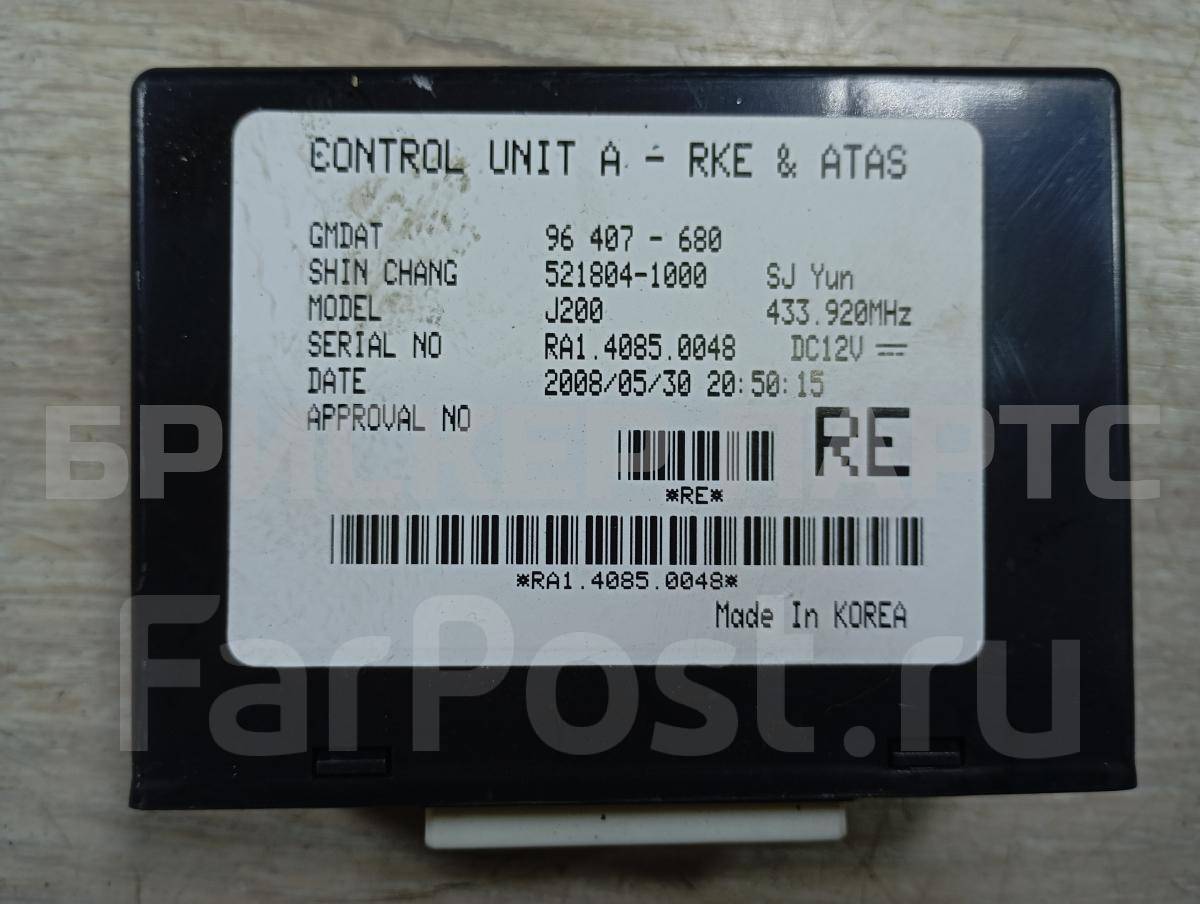 CONTROL UNIT A - RKE & ATAS
GMDAT 96 407 - 680
SHIN CHANG 521804-1000 SJ Yun
MODEL J200 433.920MHz
SERIAL NO RA1.4085.0048 DC12V
DATE 2008/05/30 20:50:15
APPROVAL NO
RE
БРИСКЕР ПАРТС
*RE*
*RA1.4085.0048*
Made In KOREA
FarPost.ru